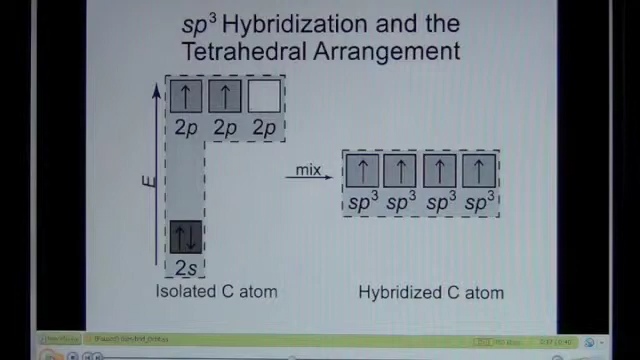 sp³ Hybridization and the
Tetrahedral Arrangement
2p 2p 2p
mix
E
sp³ sp³ sp³ sp³
2s
Isolated C atom
Hybridized C atom